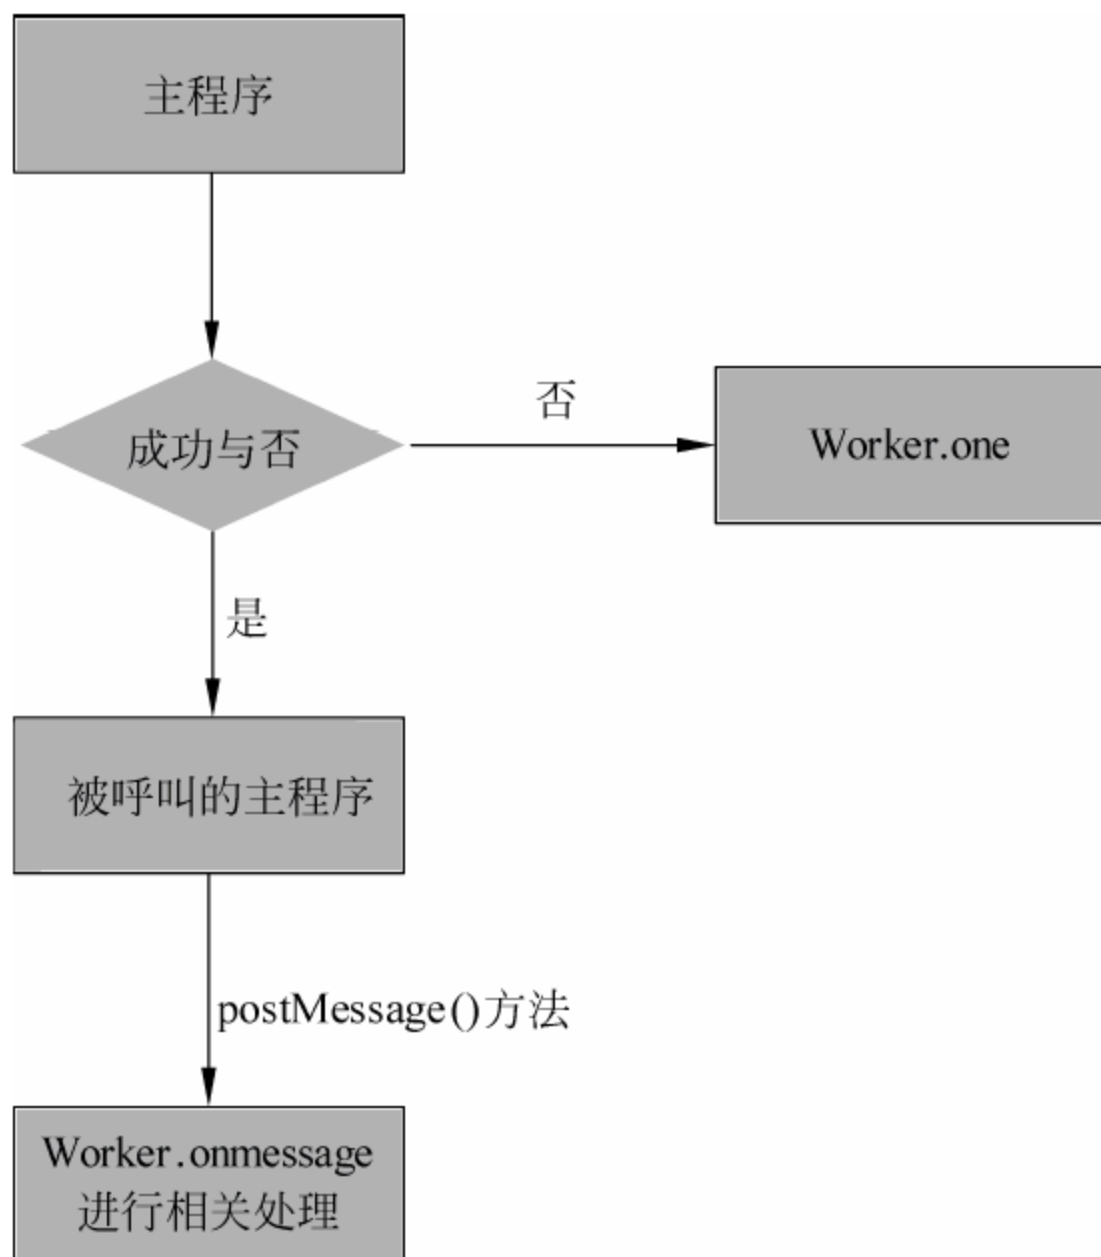 主程序
成功与否
否
Worker.one
是
被呼叫的主程序
postMessage()方法
Worker.onmessage
进行相关处理